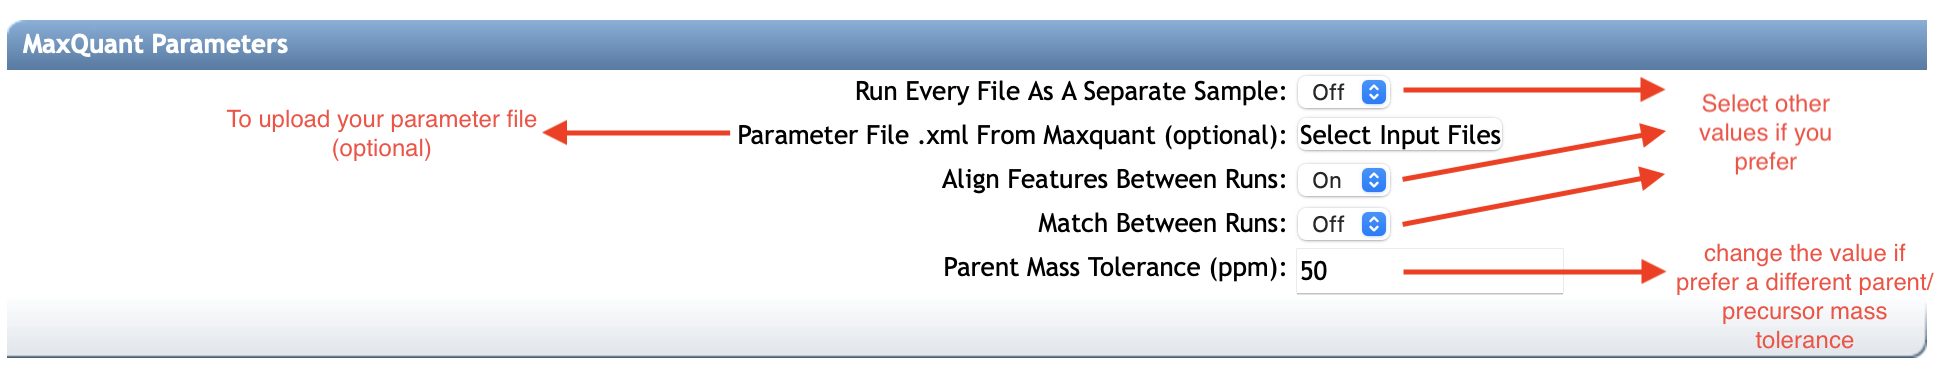 MaxQuant Parameters
Run Every File As A Separate Sample: Off
To upload your parameter file
(optional)
Parameter File .xml From Maxquant (optional): Select Input Files
Select other
values if you
prefer
Align Features Between Runs: On
Match Between Runs: Off
Parent Mass Tolerance (ppm): 50
change the value if
prefer a different parent/
precursor mass
tolerance